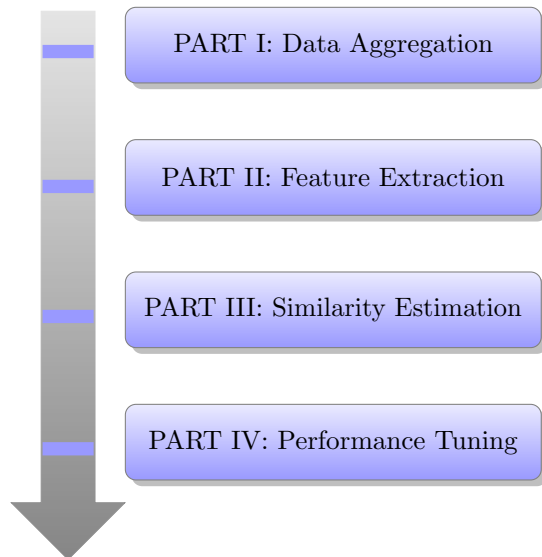 PART I: Data Aggregation
PART II: Feature Extraction
PART III: Similarity Estimation
PART IV: Performance Tuning